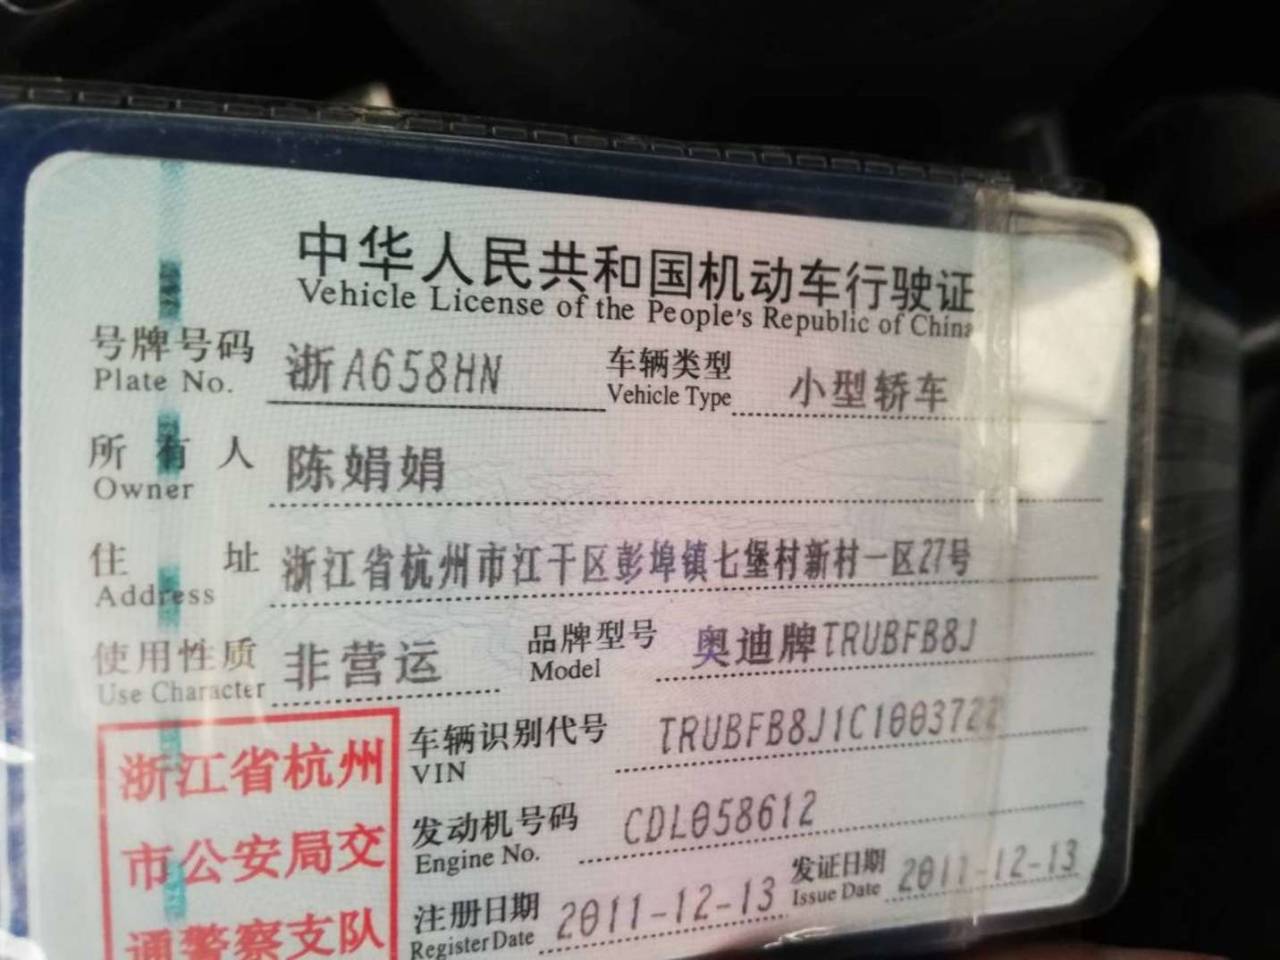 中华人民共和国机动车行驶证
Vehicle License of the People's Republic of China
号牌号码 浙A658HN 车辆类型 小型轿车
Plate No. Vehicle Type
所有人 陈娟娟
Owner
住址 浙江省杭州市江干区彭埠镇七堡村新村一区27号
Address
使用性质 非营运 品牌型号 奥迪牌TRUBFB8J
Use Character Model
浙江省杭州
市公安局交
通警察支队
车辆识别代号 TRUBFB8J1C1003722
VIN
发动机号码 CDL058612
Engine No.
注册日期 2011-12-13 发证日期 2011-12-13
Register Date Issue Date